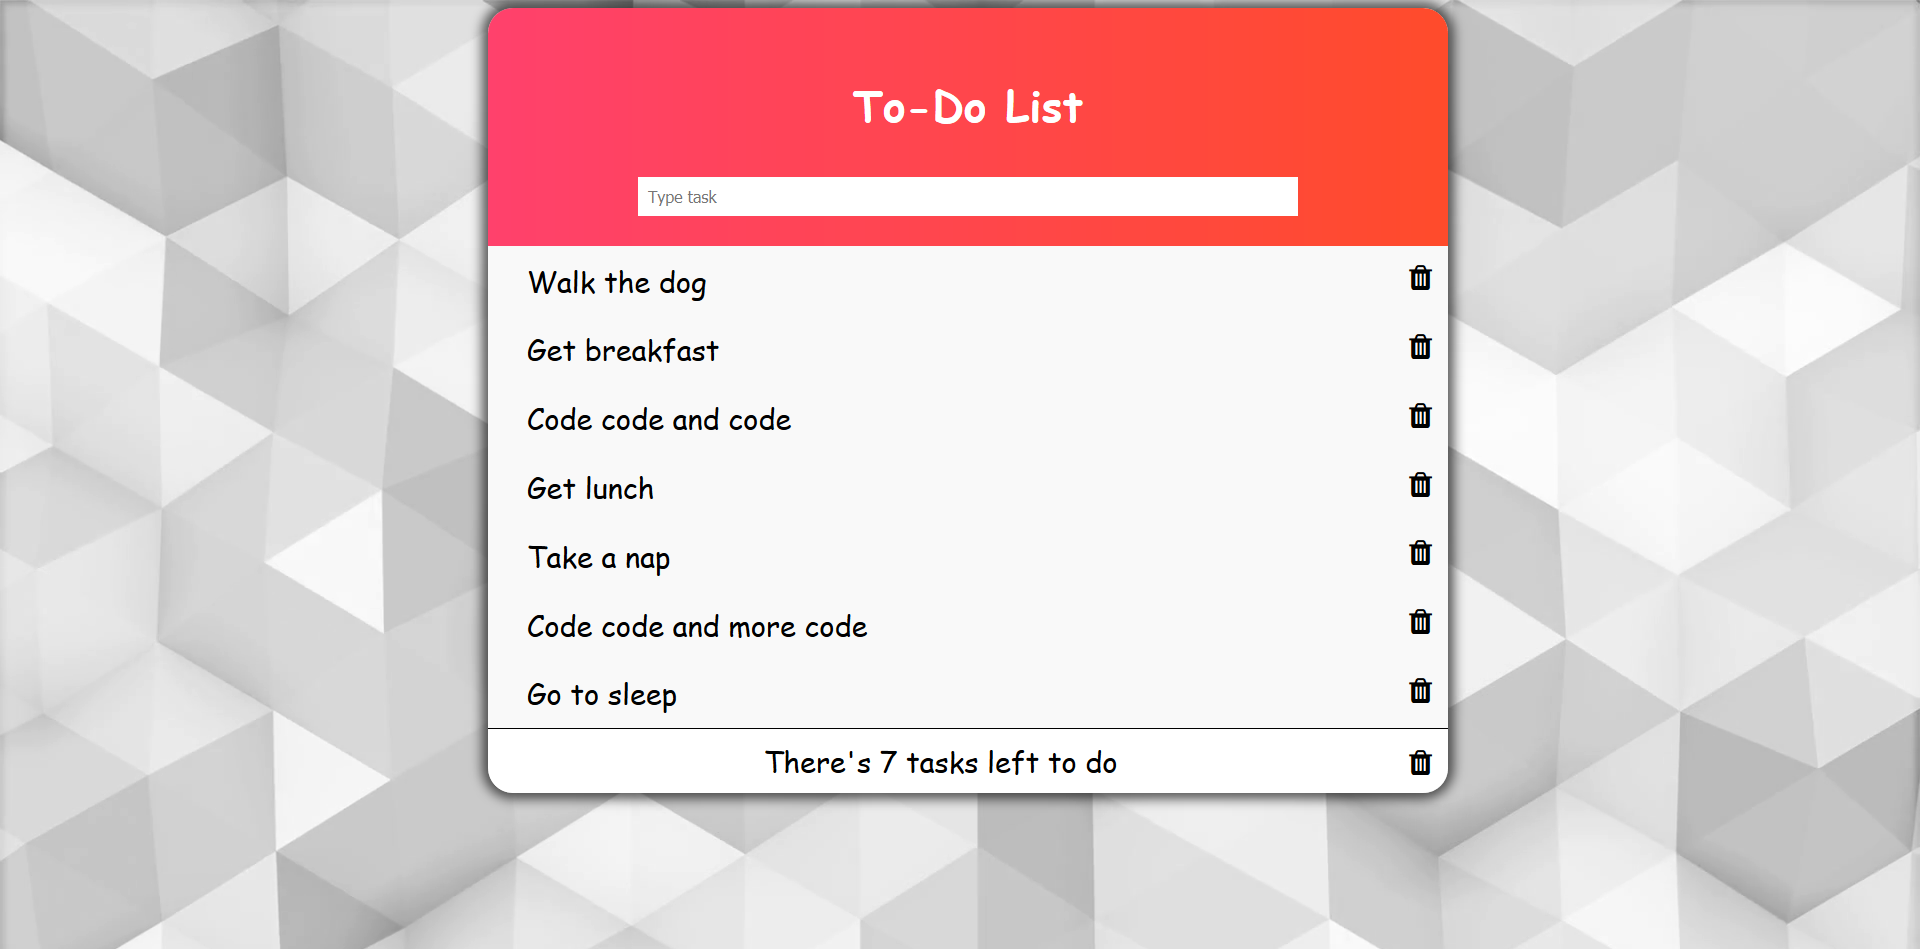 To-Do List
Type task
Walk the dog
Get breakfast
Code code and code
Get lunch
Take a nap
Code code and more code
Go to sleep
There's 7 tasks left to do